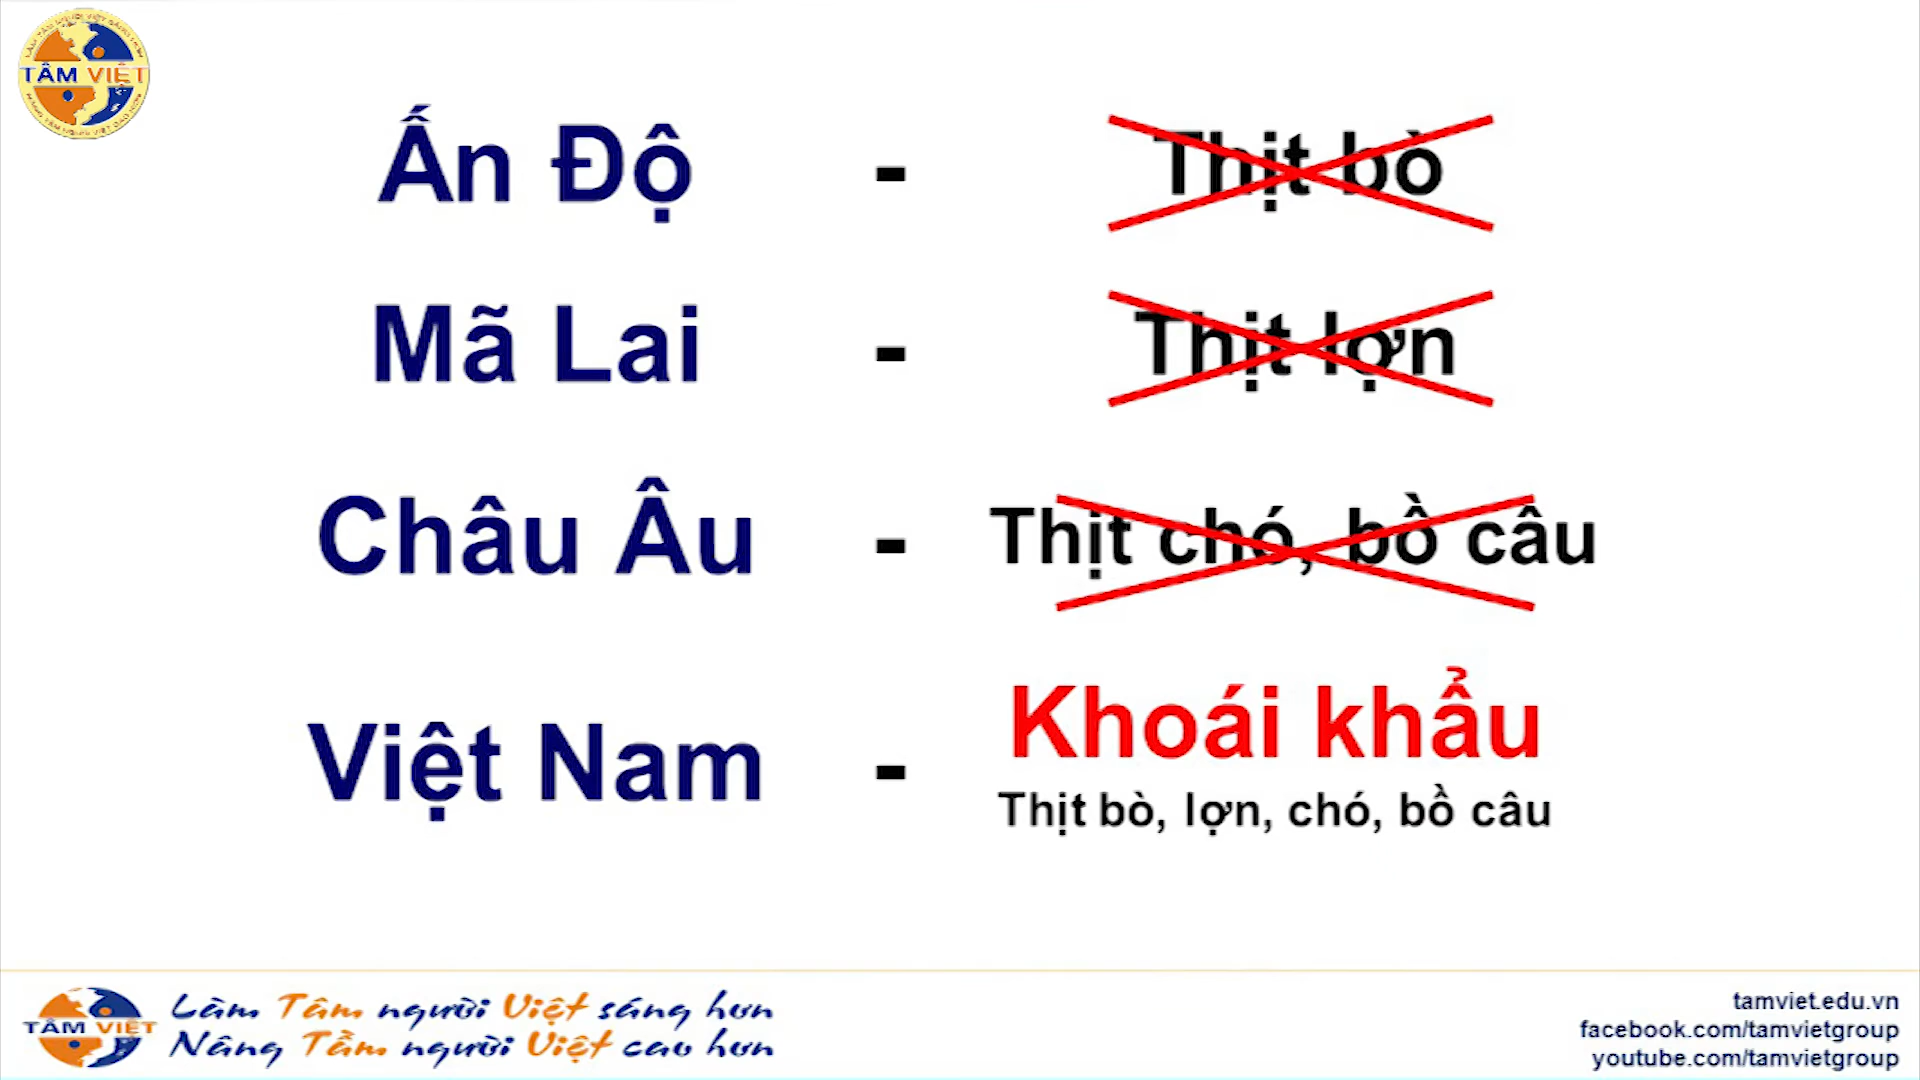 TÂM VIỆT
Ấn Độ - Thịt bò
Mã Lai - Thịt lợn
Châu Âu - Thịt chó, bồ câu
Việt Nam - Khoái khẩu
Thịt bò, lợn, chó, bồ câu
TÂM VIỆT
Làm Tâm người Việt sáng hơn
Nâng Tầm người Việt cao hơn
tamviet.edu.vn
facebook.com/tamvietgroup
youtube.com/tamvietgroup